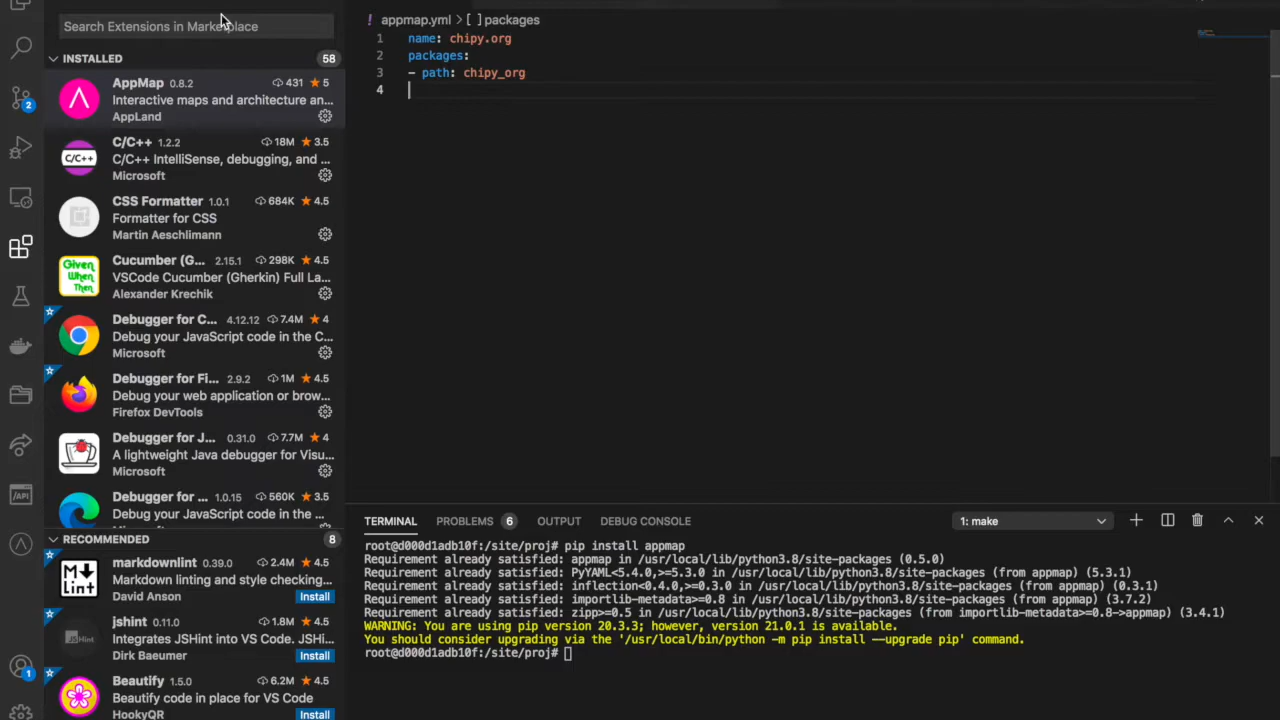 Search Extensions in Marketplace
INSTALLED 58
AppMap 0.8.2 431 ★ 5
Interactive maps and architecture an...
AppLand
C/C++ 1.2.2 18M ★ 3.5
C/C++ IntelliSense, debugging, and ...
Microsoft
C/C++
CSS Formatter 1.0.1 684K ★ 4.5
Formatter for CSS
Martin Aeschlimann
Cucumber (G... 2.15.1 297K ★ 4.5
VSCode Cucumber (Gherkin) Full La...
Alexander Krechik
Given When Then
Debugger for C... 4.12.12 7.4M ★ 4
Debug your JavaScript code in the C...
Microsoft
Debugger for Fi... 2.9.2 1M ★ 4.5
Debug your web application or brow...
Firefox DevTools
Debugger for J... 0.31.0 7.7M ★ 4
A lightweight Java debugger for Visu...
Microsoft
Debugger for ... 1.0.15 560K ★ 3.5
Debug your JavaScript code in the ...
RECOMMENDED 8
markdownlint 0.39.0 2.4M ★ 4.5
Markdown linting and style checking...
David Anson Install
jshint 0.11.0 1.8M ★ 4.5
Integrates JSHint into VS Code. JSHi...
Dirk Baeumer Install
Beautify 1.5.0 6.2M ★ 4.5
Beautify code in place for VS Code
HookyQR Install
! appmap.yml > [ ] packages
1 name: chipy.org
2 packages:
3 - path: chipy_org
4
TERMINAL PROBLEMS 6 OUTPUT DEBUG CONSOLE 1: make
root@d000d1adb10f:/site/proj# pip install appmap
Requirement already satisfied: appmap in /usr/local/lib/python3.8/site-packages (0.5.0)
Requirement already satisfied: PyYAML<5.4.0,>=5.3.0 in /usr/local/lib/python3.8/site-packages (from appmap) (5.3.1)
Requirement already satisfied: inflection<0.4.0,>=0.3.0 in /usr/local/lib/python3.8/site-packages (from appmap) (0.3.1)
Requirement already satisfied: importlib-metadata>=0.8 in /usr/local/lib/python3.8/site-packages (from appmap) (3.7.2)
Requirement already satisfied: zipp>=0.5 in /usr/local/lib/python3.8/site-packages (from importlib-metadata>=0.8->appmap) (3.4.1)
WARNING: You are using pip version 20.3.3; however, version 21.0.1 is available.
You should consider upgrading via the '/usr/local/bin/python -m pip install --upgrade pip' command.
root@d000d1adb10f:/site/proj#